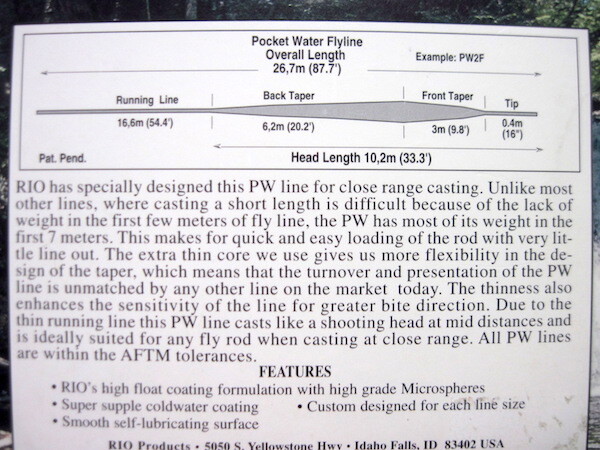 Pocket Water Flyline
Overall Length
26,7m (87.7')
Example: PW2F
Running Line
Back Taper
Front Taper
Tip
16,6m (54.4')
6,2m (20.2')
3m (9.8')
0.4m
(16")
Pat. Pend.
Head Length 10,2m (33.3')
RIO has specially designed this PW line for close range casting. Unlike most
other lines, where casting a short length is difficult because of the lack of
weight in the first few meters of fly line, the PW has most of its weight in the
first 7 meters. This makes for quick and easy loading of the rod with very lit-
tle line out. The extra thin core we use gives us more flexibility in the de-
sign of the taper, which means that the turnover and presentation of the PW
line is unmatched by any other line on the market today. The thinness also
enhances the sensitivity of the line for greater bite direction. Due to the
thin running line this PW line casts like a shooting head at mid distances and
is ideally suited for any fly rod when casting at close range. All PW lines
are within the AFTM tolerances.
FEATURES
• RIO's high float coating formulation with high grade Microspheres
• Super supple coldwater coating • Custom designed for each line size
• Smooth self-lubricating surface
RIO Products • 5050 S. Yellowstone Hwy • Idaho Falls, ID 83402 USA